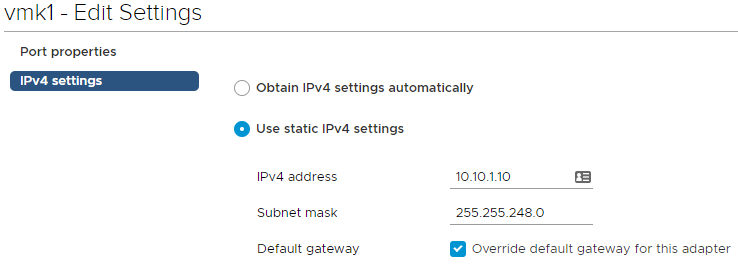 vmk1 - Edit Settings
Port properties
IPv4 settings
Obtain IPv4 settings automatically
Use static IPv4 settings
IPv4 address 10.10.1.10
Subnet mask 255.255.248.0
Default gateway Override default gateway for this adapter